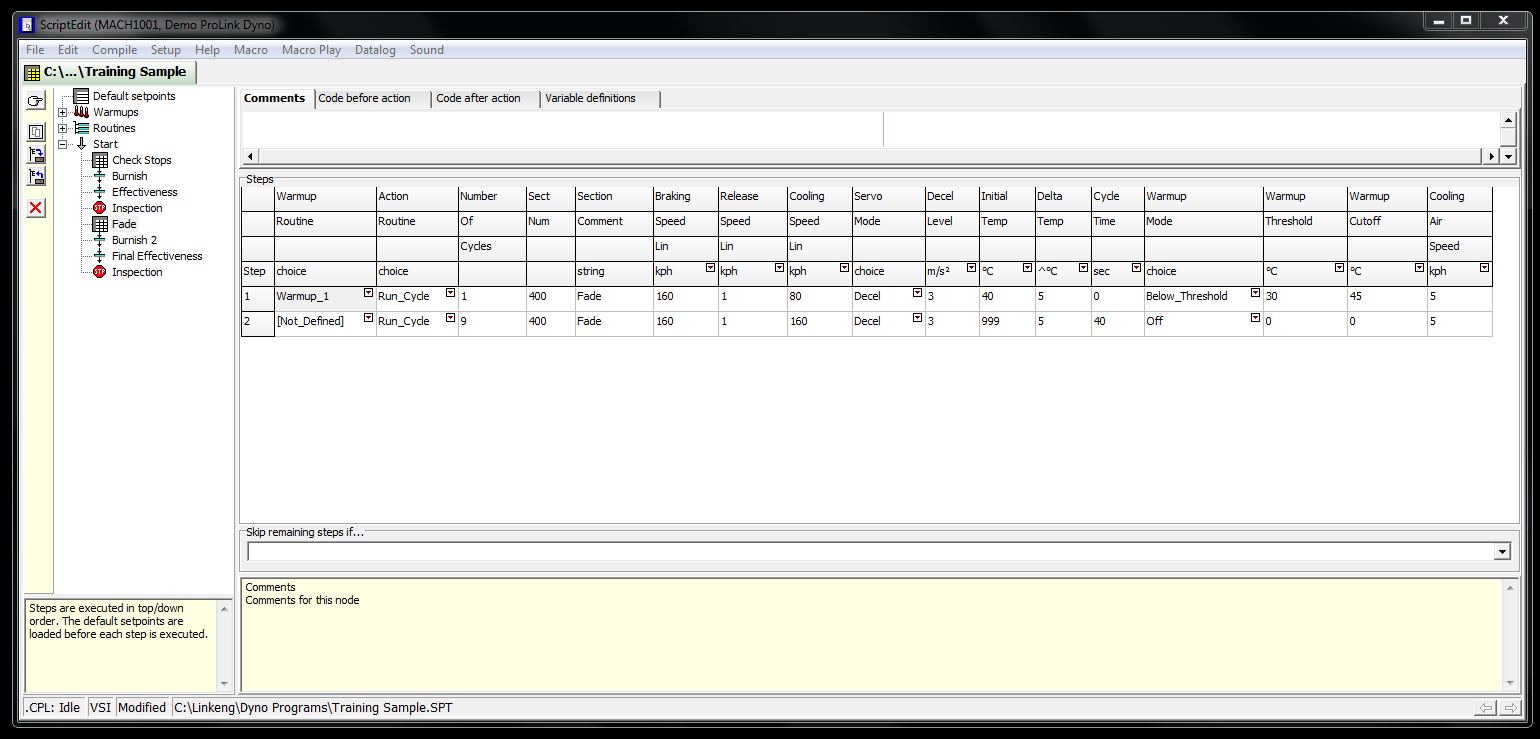 ScriptEdit (MACH1001, Demo ProLink Dyno)
File Edit Compile Setup Help Macro Macro Play Datalog Sound
C:\...\Training Sample
Default setpoints
Warmups
Routines
Start
Check Stops
Burnish
Effectiveness
Inspection
Fade
Burnish 2
Final Effectiveness
Inspection
Steps are executed in top/down
order. The default setpoints are
loaded before each step is executed.
Comments Code before action Code after action Variable definitions
Steps
Warmup Action Number Sect Section Braking Release Cooling Servo Decel Initial Delta Cycle Warmup Warmup Warmup Cooling
Routine Routine Of Num Comment Speed Speed Speed Mode Level Temp Temp Time Mode Threshold Cutoff Air
Cycles Lin Lin Lin Speed
Step choice choice string kph kph kph choice m/s² °C ^°C sec choice °C °C kph
1 Warmup_1 Run_Cycle 1 400 Fade 160 1 80 Decel 3 40 5 0 Below_Threshold 30 45 5
2 [Not_Defined] Run_Cycle 9 400 Fade 160 1 160 Decel 3 999 5 40 Off 0 0 5
Skip remaining steps if...
Comments
Comments for this node
.CPL: Idle VSI Modified C:\Linkeng\Dyno Programs\Training Sample.SPT